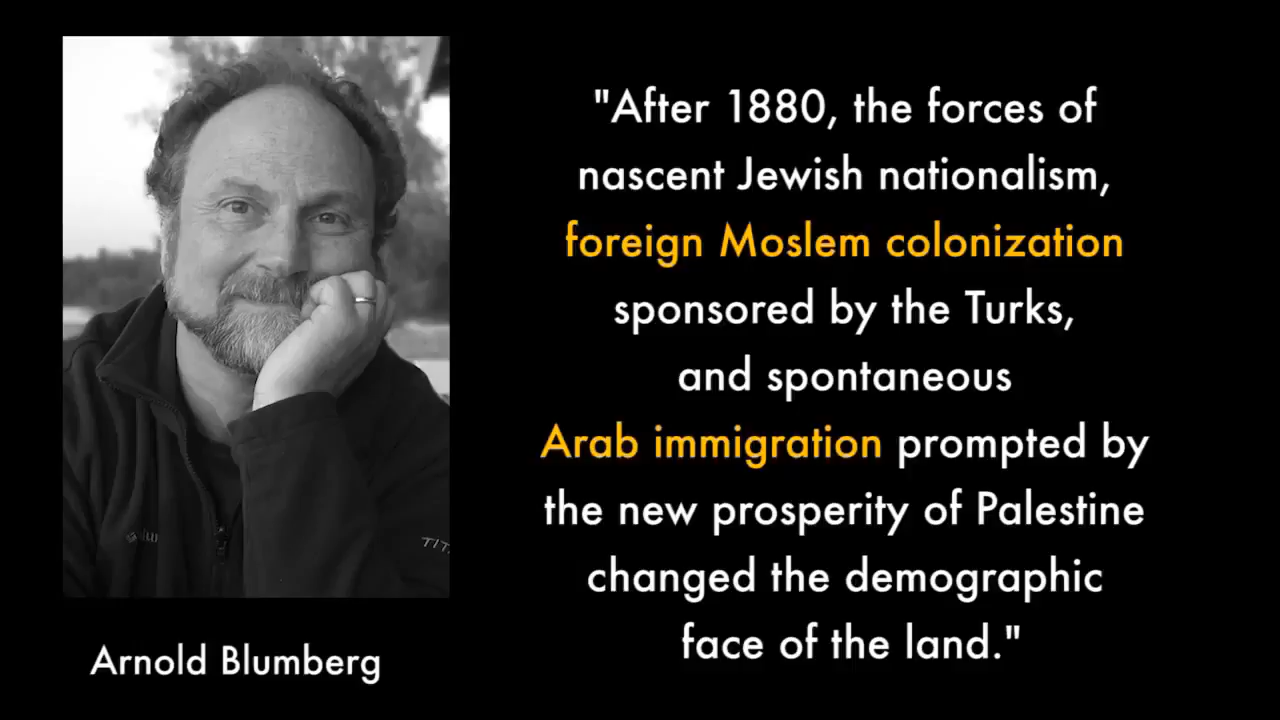 "After 1880, the forces of
nascent Jewish nationalism,
foreign Moslem colonization
sponsored by the Turks,
and spontaneous
Arab immigration prompted by
the new prosperity of Palestine
changed the demographic
face of the land."
Arnold Blumberg
TIT